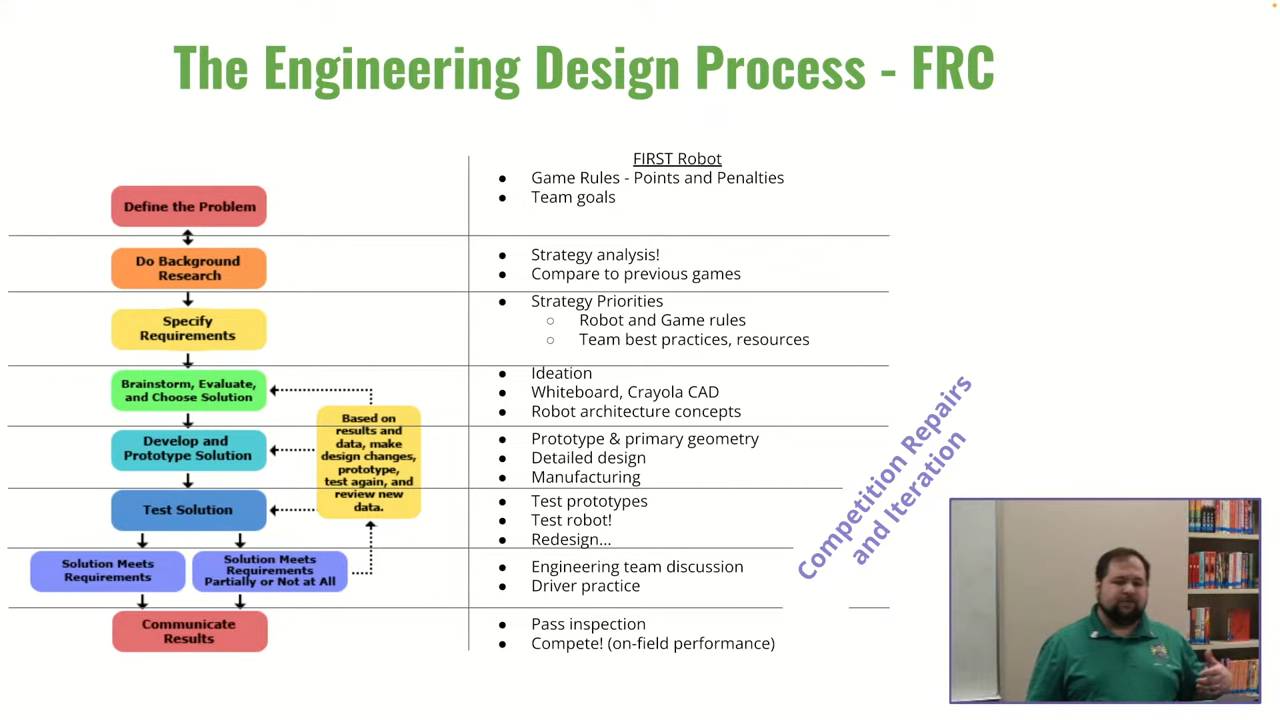 The Engineering Design Process - FRC
FIRST Robot
Define the Problem
● Game Rules - Points and Penalties
● Team goals
Do Background
Research
● Strategy analysis!
● Compare to previous games
Specify
Requirements
● Strategy Priorities
○ Robot and Game rules
○ Team best practices, resources
Brainstorm, Evaluate,
and Choose Solution
● Ideation
● Whiteboard, Crayola CAD
● Robot architecture concepts
Develop and
Prototype Solution
● Prototype & primary geometry
● Detailed design
● Manufacturing
Based on
results and
data, make
design changes,
prototype,
test again, and
review new
data.
Test Solution
● Test prototypes
● Test robot!
● Redesign...
Solution Meets
Requirements
Solution Meets
Requirements
Partially or Not at All
● Engineering team discussion
● Driver practice
Communicate
Results
● Pass inspection
● Compete! (on-field performance)
Competition Repairs
and Iteration